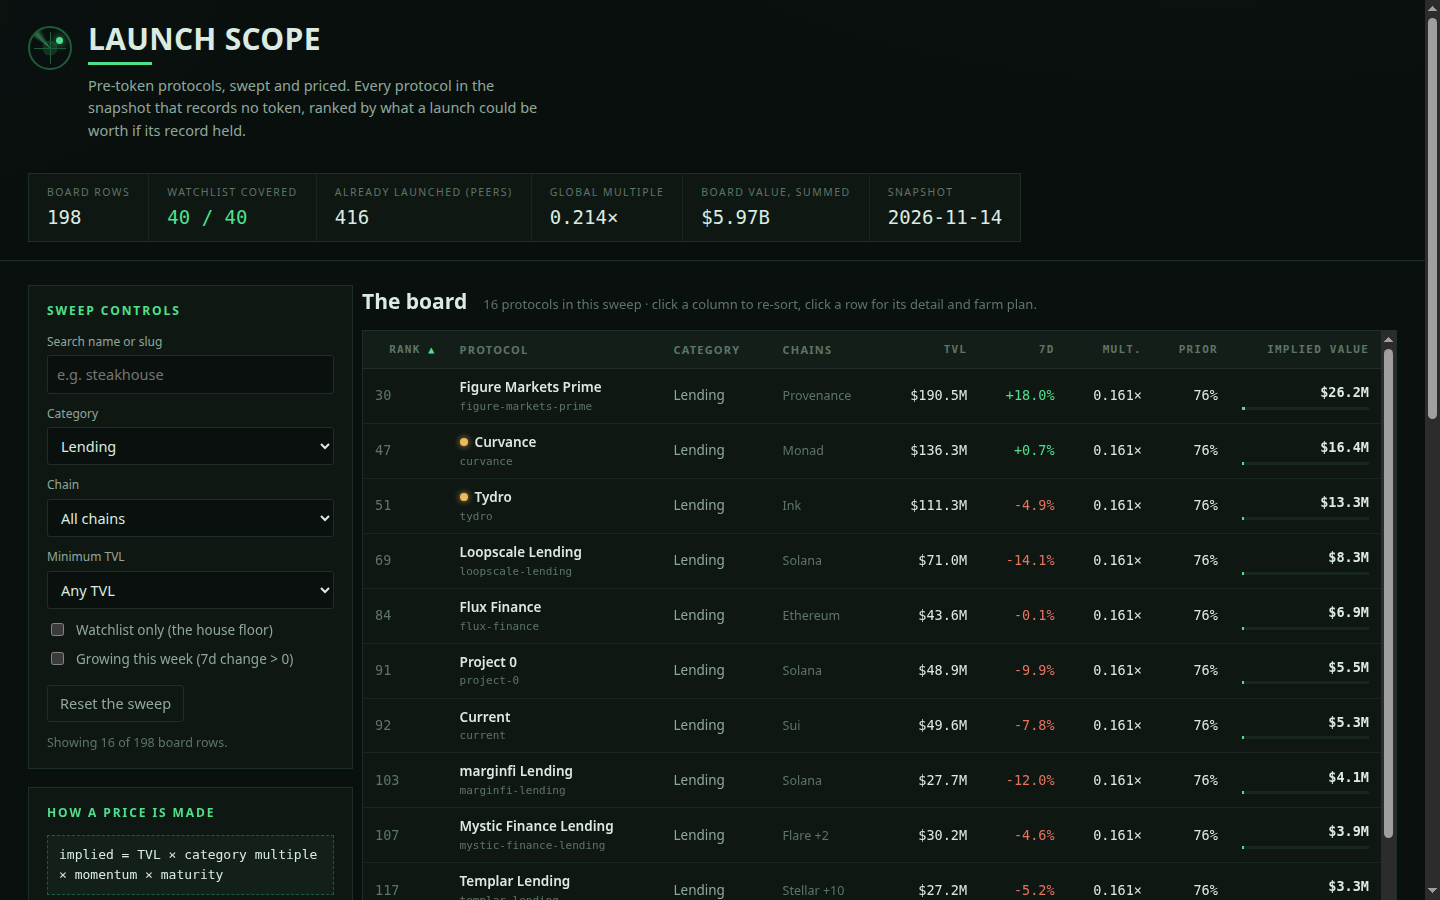 LAUNCH SCOPE
Pre-token protocols, swept and priced. Every protocol in the
snapshot that records no token, ranked by what a launch could be
worth if its record held.
BOARD ROWS
198
WATCHLIST COVERED
40 / 40
ALREADY LAUNCHED (PEERS)
416
GLOBAL MULTIPLE
0.214×
BOARD VALUE, SUMMED
$5.97B
SNAPSHOT
2026-11-14
SWEEP CONTROLS
Search name or slug
e.g. steakhouse
Category
Lending
Chain
All chains
Minimum TVL
Any TVL
Watchlist only (the house floor)
Growing this week (7d change > 0)
Reset the sweep
Showing 16 of 198 board rows.
HOW A PRICE IS MADE
implied = TVL × category multiple
× momentum × maturity
The board 16 protocols in this sweep · click a column to re-sort, click a row for its detail and farm plan.
RANK ▲ PROTOCOL CATEGORY CHAINS TVL 7D MULT. PRIOR IMPLIED VALUE
30 Figure Markets Prime Lending Provenance $190.5M +18.0% 0.161× 76% $26.2M
figure-markets-prime
47 Curvance Lending Monad $136.3M +0.7% 0.161× 76% $16.4M
curvance
51 Tydro Lending Ink $111.3M -4.9% 0.161× 76% $13.3M
tydro
69 Loopscale Lending Lending Solana $71.0M -14.1% 0.161× 76% $8.3M
loopscale-lending
84 Flux Finance Lending Ethereum $43.6M -0.1% 0.161× 76% $6.9M
flux-finance
91 Project 0 Lending Solana $48.9M -9.9% 0.161× 76% $5.5M
project-0
92 Current Lending Sui $49.6M -7.8% 0.161× 76% $5.3M
current
103 marginfi Lending Lending Solana $27.7M -12.0% 0.161× 76% $4.1M
marginfi-lending
107 Mystic Finance Lending Lending Flare +2 $30.2M -4.6% 0.161× 76% $3.9M
mystic-finance-lending
117 Templar Lending Lending Stellar +10 $27.2M -5.2% 0.161× 76% $3.3M
templar-lending